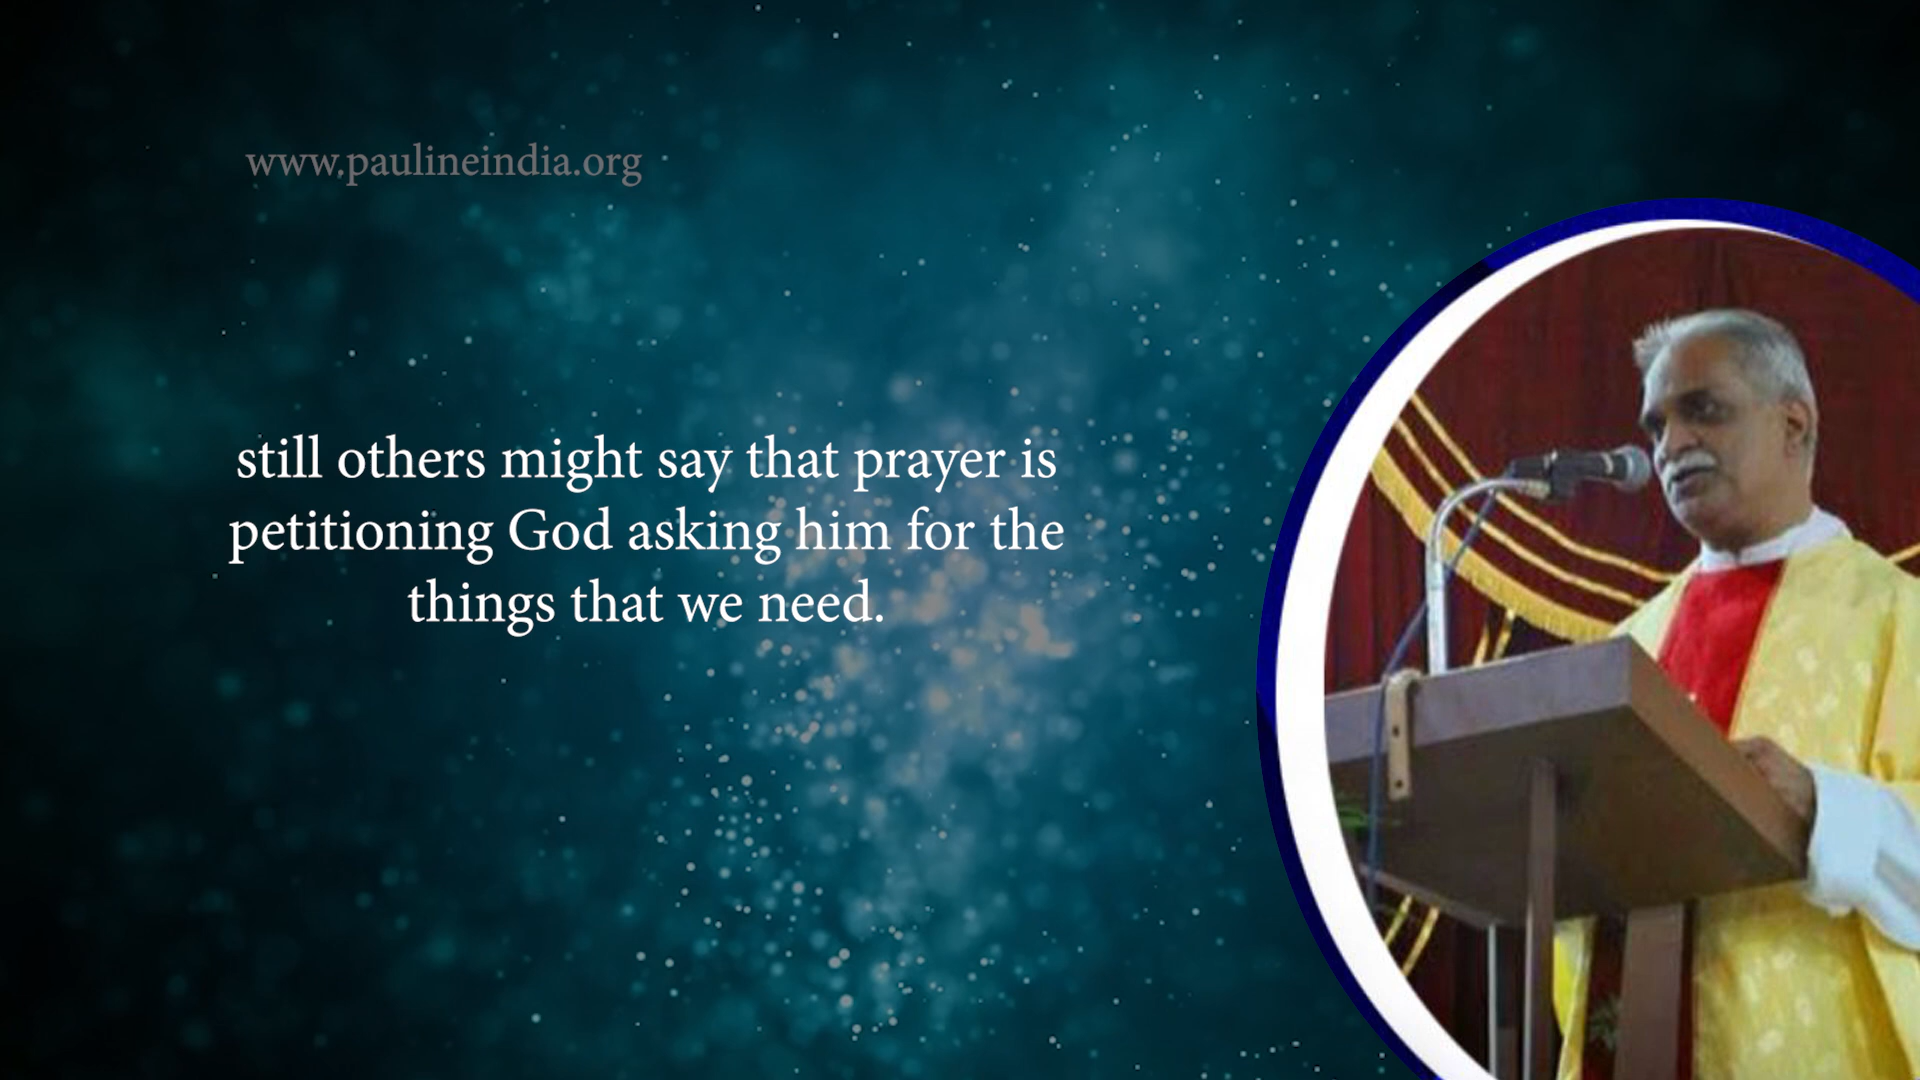 www.paulineindia.org
still others might say that prayer is
petitioning God asking him for the
things that we need.